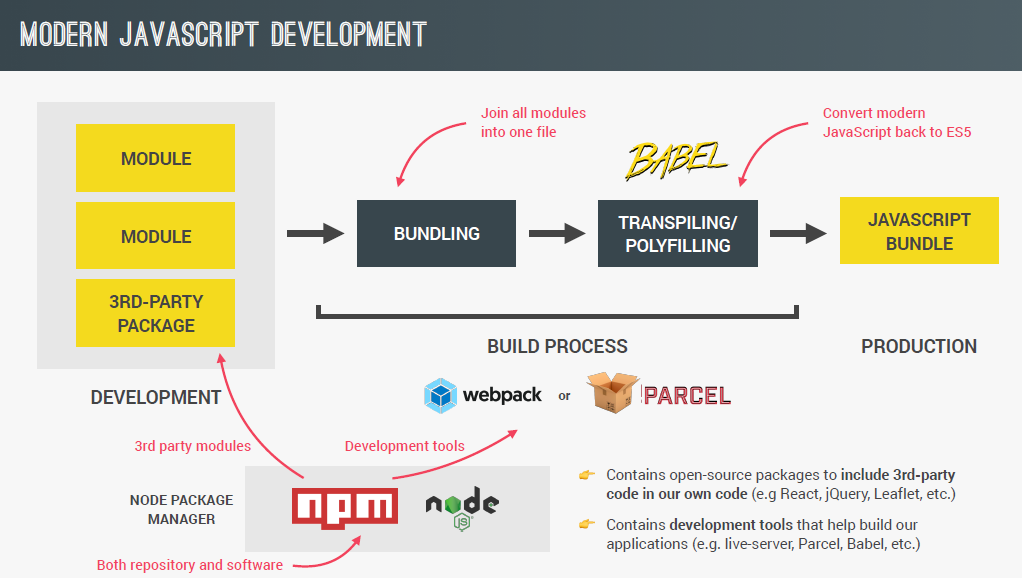 MODERN JAVASCRIPT DEVELOPMENT
Join all modules
into one file
Convert modern
JavaScript back to ES5
BABEL
MODULE
MODULE
3RD-PARTY
PACKAGE
BUNDLING
TRANSPILING/
POLYFILLING
JAVASCRIPT
BUNDLE
BUILD PROCESS
PRODUCTION
DEVELOPMENT
webpack
or
PARCEL
3rd party modules
Development tools
NODE PACKAGE
MANAGER
npm
node
JS
Both repository and software
Contains open-source packages to include 3rd-party
code in our own code (e.g React, jQuery, Leaflet, etc.)
Contains development tools that help build our
applications (e.g. live-server, Parcel, Babel, etc.)